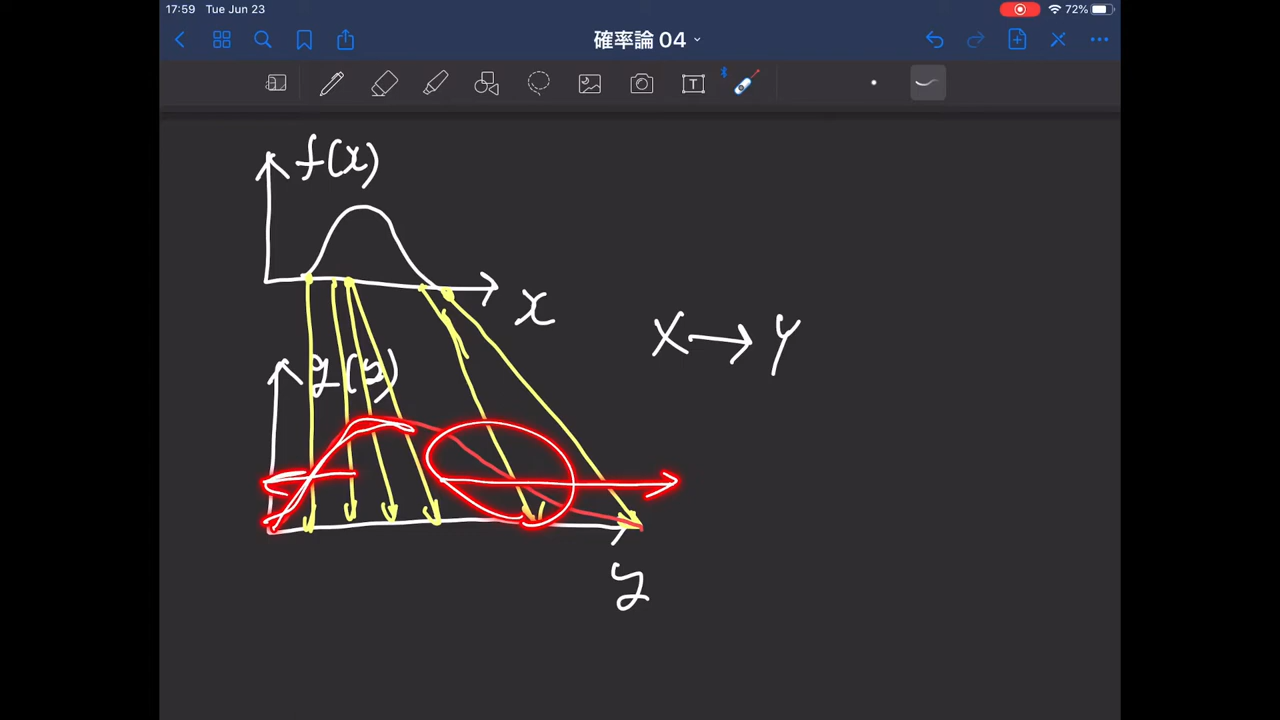 17:59 Tue Jun 23
72%
確率論 04
T
f(x)
x
X → Y
g(y)
y